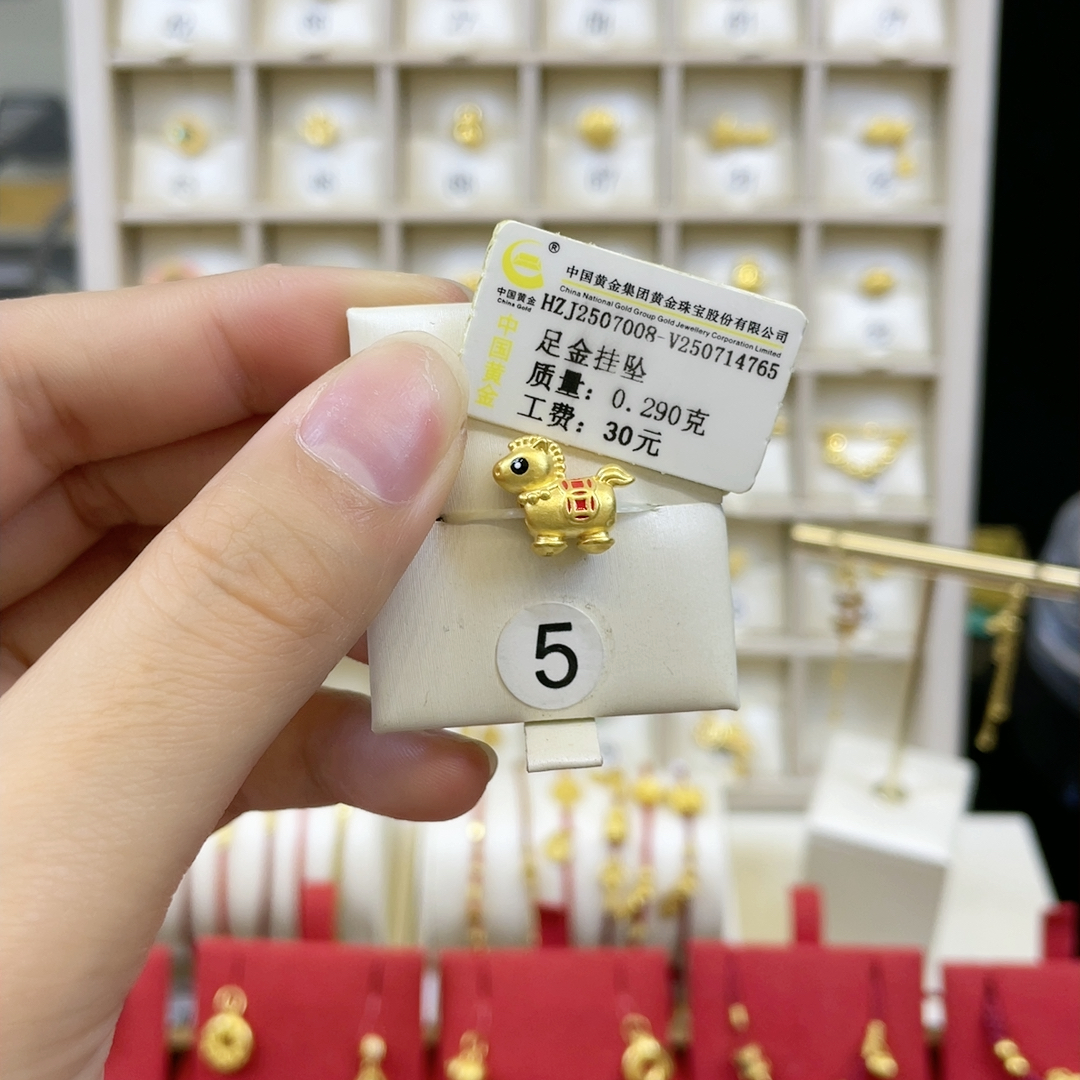 ®
中国黄金集团黄金珠宝股份有限公司
China National Gold Group Gold Jewellery Corporation Limited
中国黄金
China Gold
HZJ2507008-V250714765
中国黄金
足金挂坠
质量: 0.290克
工费: 30元
5